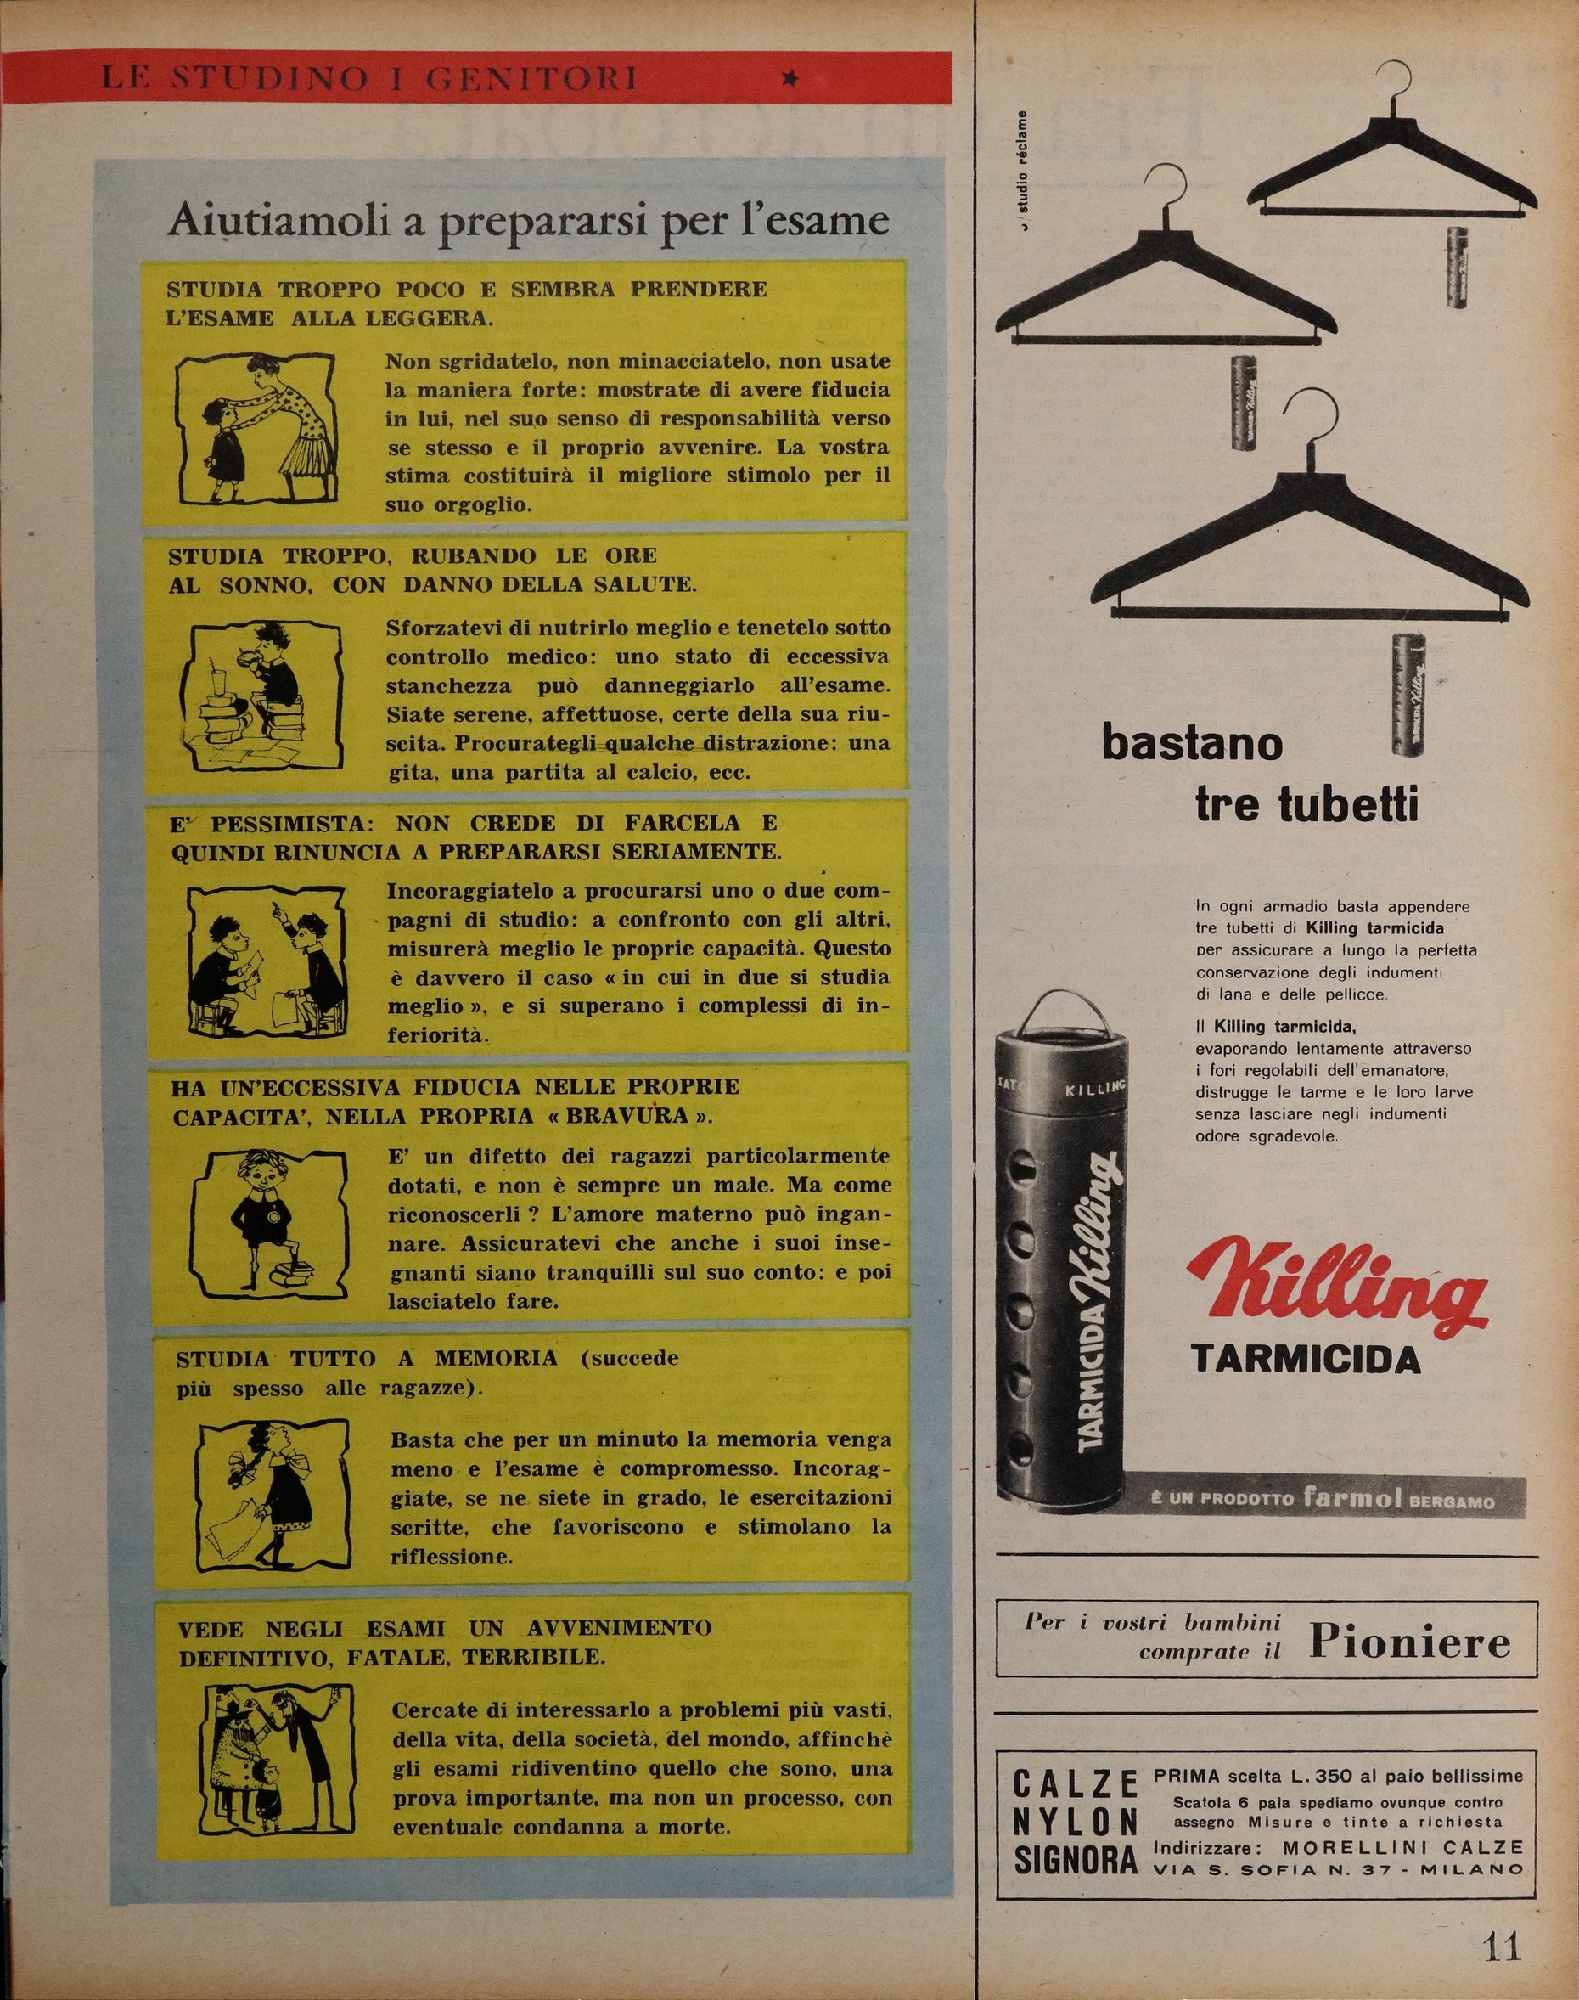 LE STUDINO I GENITORI ★
Aiutiamoli a prepararsi per l'esame
STUDIA TROPPO POCO E SEMBRA PRENDERE
L'ESAME ALLA LEGGERA.
Non sgridatelo, non minacciatelo, non usate
la maniera forte: mostrate di avere fiducia
in lui, nel suo senso di responsabilità verso
se stesso e il proprio avvenire. La vostra
stima costituirà il migliore stimolo per il
suo orgoglio.
STUDIA TROPPO, RUBANDO LE ORE
AL SONNO, CON DANNO DELLA SALUTE.
Sforzatevi di nutrirlo meglio e tenetelo sotto
controllo medico: uno stato di eccessiva
stanchezza può danneggiarlo all'esame.
Siate serene, affettuose, certe della sua riu-
scita. Procurategli qualche distrazione: una
gita, una partita al calcio, ecc.
E' PESSIMISTA: NON CREDE DI FARCELA E
QUINDI RINUNCIA A PREPARARSI SERIAMENTE.
Incoraggiatelo a procurarsi uno o due com-
pagni di studio: a confronto con gli altri,
misurerà meglio le proprie capacità. Questo
è davvero il caso « in cui in due si studia
meglio », e si superano i complessi di in-
feriorità.
HA UN'ECCESSIVA FIDUCIA NELLE PROPRIE
CAPACITA', NELLA PROPRIA « BRAVURA ».
E' un difetto dei ragazzi particolarmente
dotati, e non è sempre un male. Ma come
riconoscerli ? L'amore materno può ingan-
nare. Assicuratevi che anche i suoi inse-
gnanti siano tranquilli sul suo conto: e poi
lasciatelo fare.
STUDIA TUTTO A MEMORIA (succede
più spesso alle ragazze).
Basta che per un minuto la memoria venga
meno e l'esame è compromesso. Incorag-
giate, se ne siete in grado, le esercitazioni
scritte, che favoriscono e stimolano la
riflessione.
VEDE NEGLI ESAMI UN AVVENIMENTO
DEFINITIVO, FATALE, TERRIBILE.
Cercate di interessarlo a problemi più vasti,
della vita, della società, del mondo, affinchè
gli esami ridiventino quello che sono, una
prova importante, ma non un processo, con
eventuale condanna a morte.
studio réclame
TARMICIDA Killing
bastano
tre tubetti
In ogni armadio basta appendere
tre tubetti di Killing tarmicida
per assicurare a lungo la perfetta
conservazione degli indumenti
di lana e delle pellicce.
Il Killing tarmicida,
evaporando lentamente attraverso
i fori regolabili dell'emanatore,
distrugge le tarme e le loro larve
senza lasciare negli indumenti
odore sgradevole.
KILLING
TARMICIDA Killing
Killing
TARMICIDA
È UN PRODOTTO farmol BERGAMO
Per i vostri bambini
comprate il Pioniere
CALZE
NYLON
SIGNORA
PRIMA scelta L. 350 al paio bellissime
Scatola 6 paia spediamo ovunque contro
assegno Misure e tinte a richiesta
Indirizzare: MORELLINI CALZE
VIA S. SOFIA N. 37 - MILANO
11